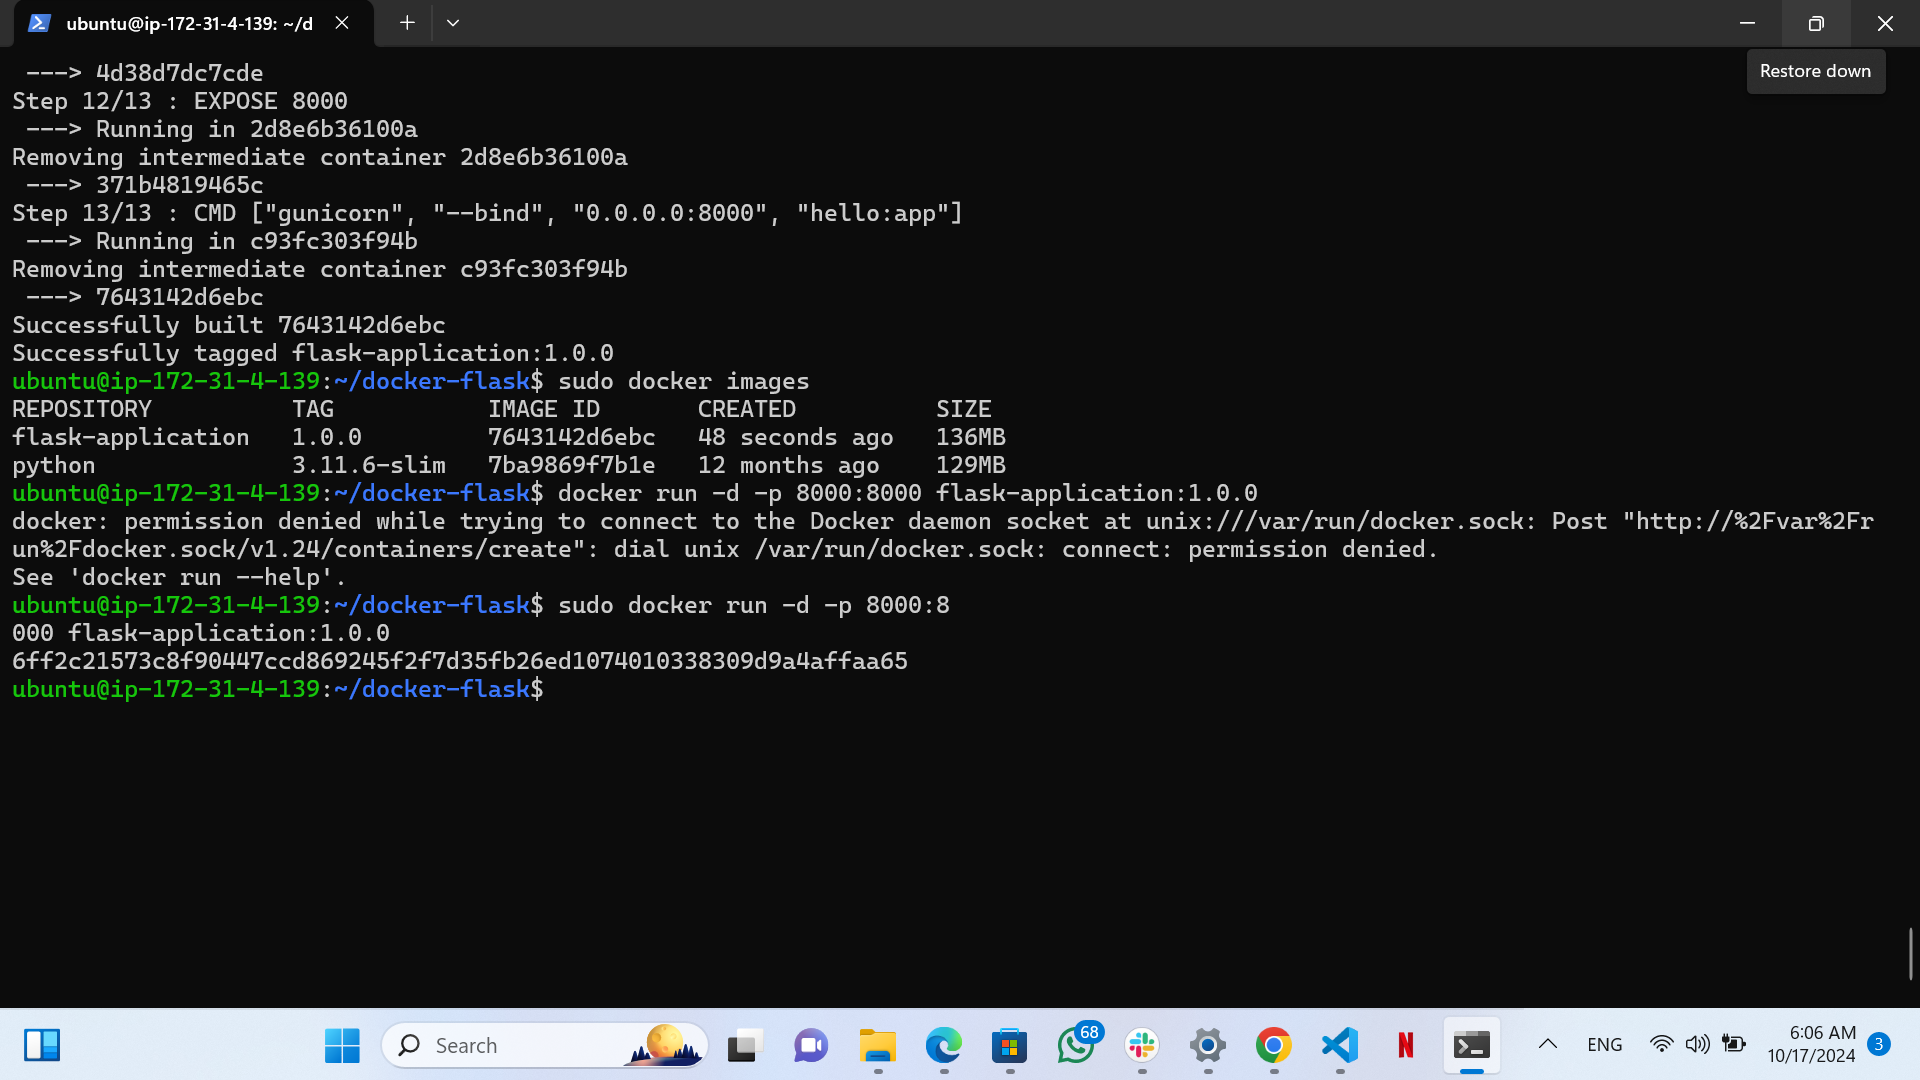 ubuntu@ip-172-31-4-139: ~/d
Restore down
---> 4d38d7dc7cde
Step 12/13 : EXPOSE 8000
---> Running in 2d8e6b36100a
Removing intermediate container 2d8e6b36100a
---> 371b4819465c
Step 13/13 : CMD ["gunicorn", "--bind", "0.0.0.0:8000", "hello:app"]
---> Running in c93fc303f94b
Removing intermediate container c93fc303f94b
---> 7643142d6ebc
Successfully built 7643142d6ebc
Successfully tagged flask-application:1.0.0
ubuntu@ip-172-31-4-139:~/docker-flask$ sudo docker images
REPOSITORY TAG IMAGE ID CREATED SIZE
flask-application 1.0.0 7643142d6ebc 48 seconds ago 136MB
python 3.11.6-slim 7ba9869f7b1e 12 months ago 129MB
ubuntu@ip-172-31-4-139:~/docker-flask$ docker run -d -p 8000:8000 flask-application:1.0.0
docker: permission denied while trying to connect to the Docker daemon socket at unix:///var/run/docker.sock: Post "http://%2Fvar%2Fr
un%2Fdocker.sock/v1.24/containers/create": dial unix /var/run/docker.sock: connect: permission denied.
See 'docker run --help'.
ubuntu@ip-172-31-4-139:~/docker-flask$ sudo docker run -d -p 8000:8
000 flask-application:1.0.0
6ff2c21573c8f90447ccd869245f2f7d35fb26ed1074010338309d9a4affaa65
ubuntu@ip-172-31-4-139:~/docker-flask$
Search
68
N
ENG
6:06 AM
10/17/2024
3